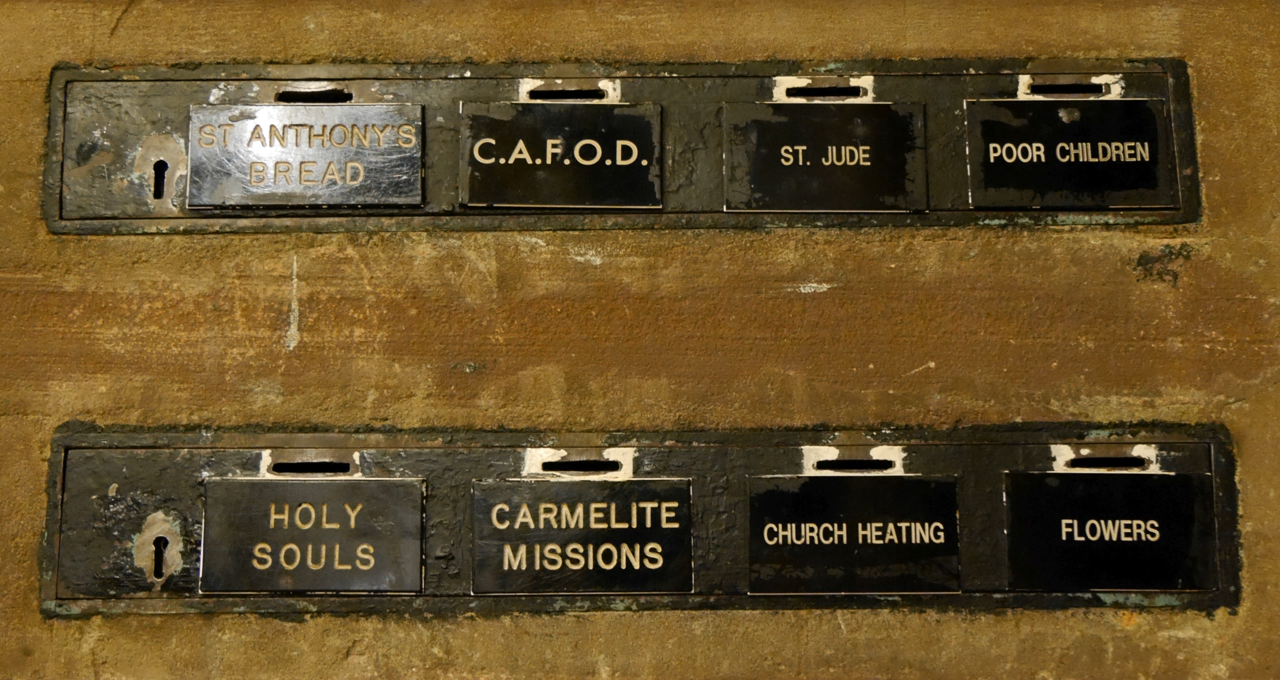 ST ANTHONY'S
BREAD
C.A.F.O.D.
ST. JUDE
POOR CHILDREN
HOLY
SOULS
CARMELITE
MISSIONS
CHURCH HEATING
FLOWERS